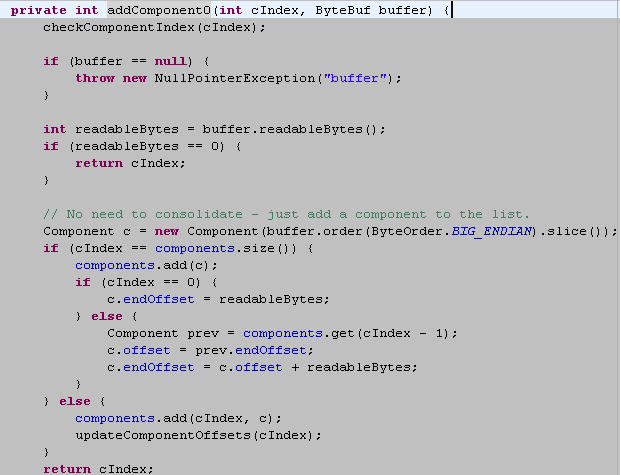 private int addComponent0(int cIndex, ByteBuf buffer) {
    checkComponentIndex(cIndex);

    if (buffer == null) {
        throw new NullPointerException("buffer");
    }

    int readableBytes = buffer.readableBytes();
    if (readableBytes == 0) {
        return cIndex;
    }

    // No need to consolidate - just add a component to the list.
    Component c = new Component(buffer.order(ByteOrder.BIG_ENDIAN).slice());
    if (cIndex == components.size()) {
        components.add(c);
        if (cIndex == 0) {
            c.endOffset = readableBytes;
        } else {
            Component prev = components.get(cIndex - 1);
            c.offset = prev.endOffset;
            c.endOffset = c.offset + readableBytes;
        }
    } else {
        components.add(cIndex, c);
        updateComponentOffsets(cIndex);
    }
    return cIndex;